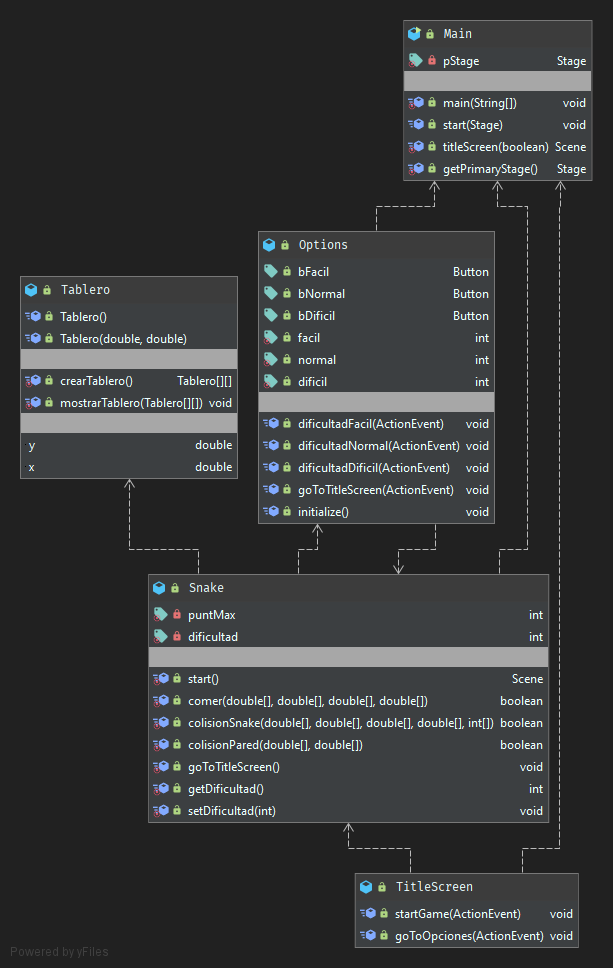 Main
pStage Stage
main(String[]) void
start(Stage) void
titleScreen(boolean) Scene
getPrimaryStage() Stage
Options
bFacil Button
bNormal Button
bDificil Button
facil int
normal int
dificil int
dificultadFacil(ActionEvent) void
dificultadNormal(ActionEvent) void
dificultadDificil(ActionEvent) void
goToTitleScreen(ActionEvent) void
initialize() void
Tablero
Tablero()
Tablero(double, double)
crearTablero() Tablero[][]
mostrarTablero(Tablero[][]) void
y double
x double
Snake
puntMax int
dificultad int
start() Scene
comer(double[], double[], double[], double[]) boolean
colisionSnake(double[], double[], double[], double[], int[]) boolean
colisionPared(double[], double[]) boolean
goToTitleScreen() void
getDificultad() int
setDificultad(int) void
TitleScreen
startGame(ActionEvent) void
goToOpciones(ActionEvent) void
Powered by yFiles